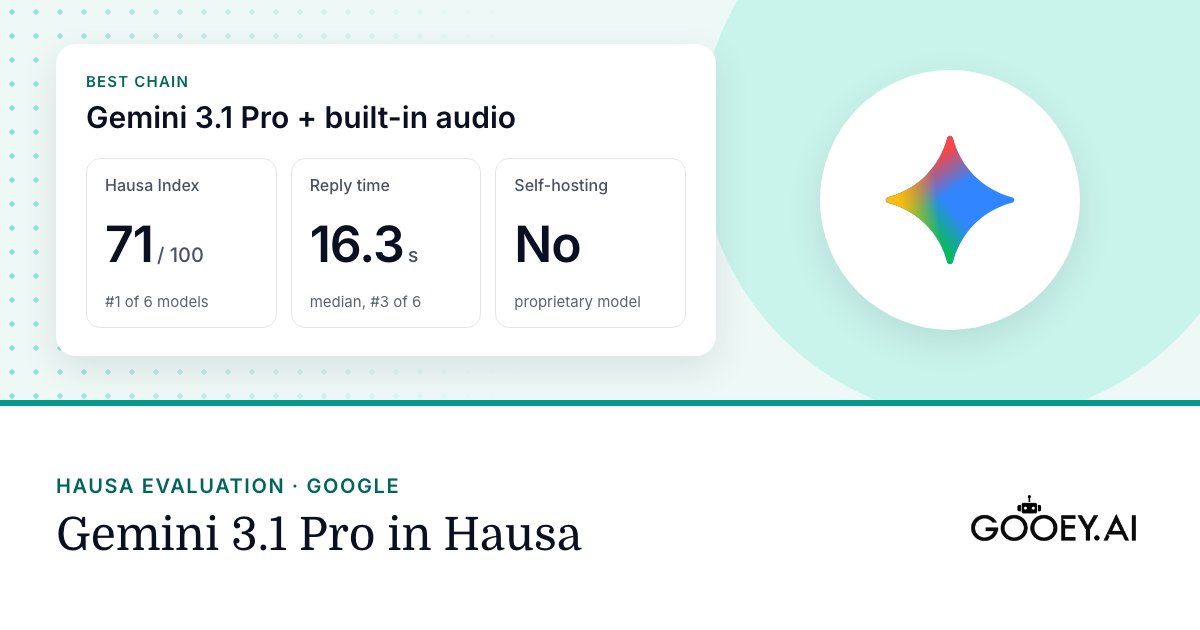 BEST CHAIN
Gemini 3.1 Pro + built-in audio
Hausa Index
71 / 100
#1 of 6 models
Reply time
16.3 s
median, #3 of 6
Self-hosting
No
proprietary model
HAUSA EVALUATION · GOOGLE
Gemini 3.1 Pro in Hausa
GOOEY.AI